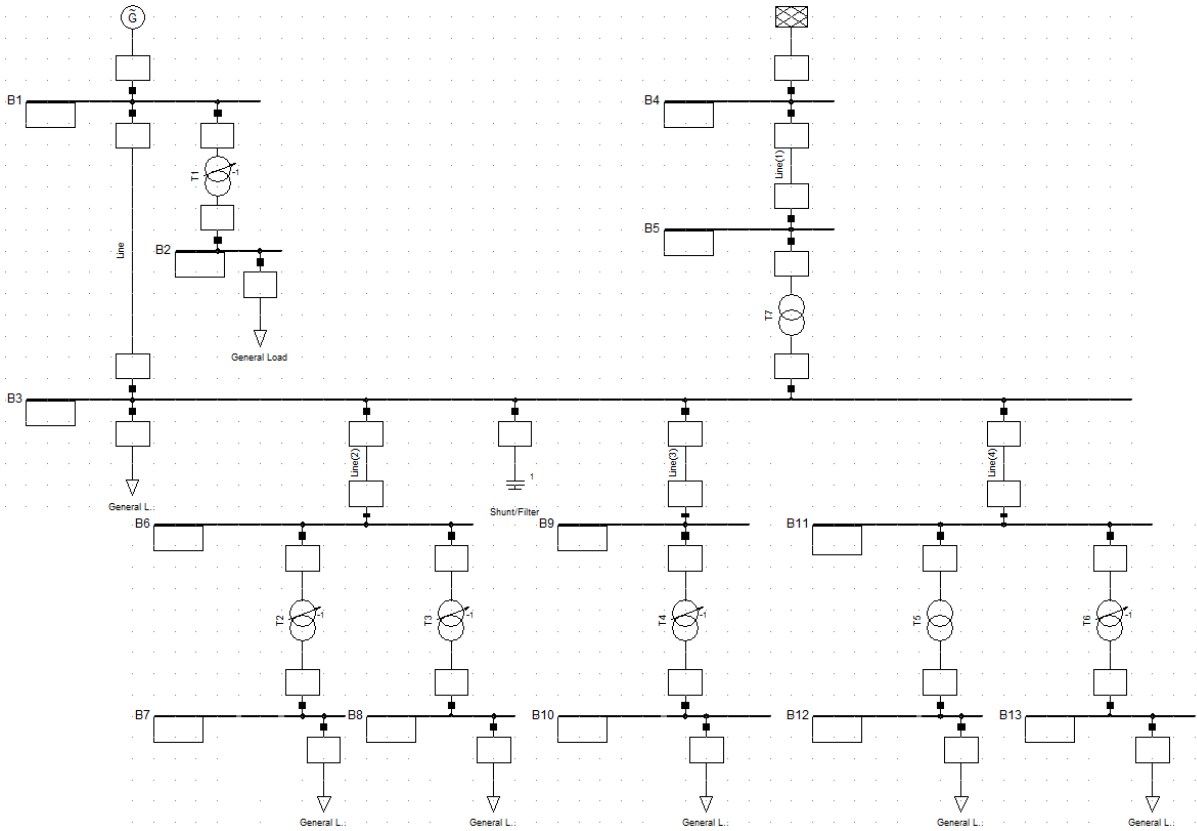 G̃
B1
B4
T1
-1
Line(1)
Line
B2
B5
General Load
T7
B3
Line(2)
Line(3)
Line(4)
1
General L.:
Shunt/Filter
B6
B9
B11
T2
-1
T3
-1
T4
-1
T5
T6
-1
B7
B8
B10
B12
B13
General L.:
General L.:
General L.:
General L.:
General L.: